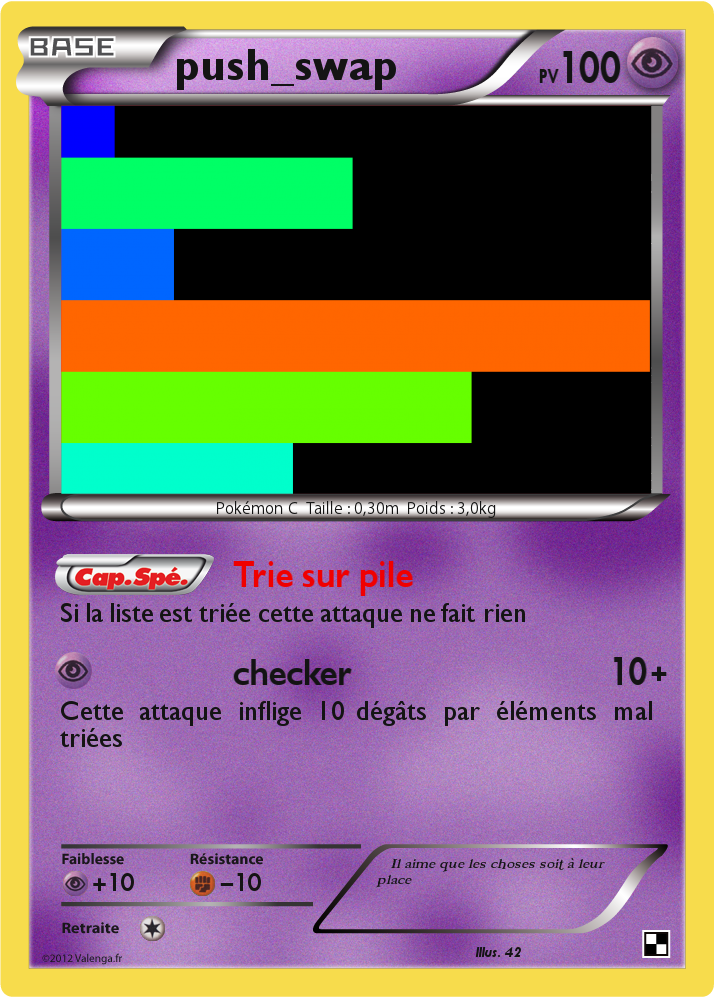 BASE
push_swap
PV 100
Pokémon C Taille : 0,30m Poids : 3,0kg
Cap.Spé. Trie sur pile
Si la liste est triée cette attaque ne fait rien
checker 10+
Cette attaque inflige 10 dégâts par éléments mal
triées
Faiblesse Résistance
+10 –10
Il aime que les choses soit à leur
place
Retraite
Illus. 42
©2012 Valenga.fr